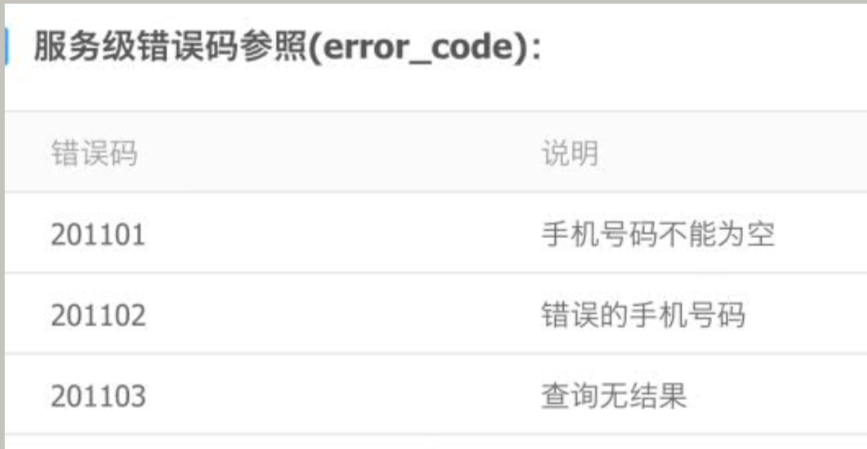 服务级错误码参照(error_code)：
错误码 说明
201101 手机号码不能为空
201102 错误的手机号码
201103 查询无结果